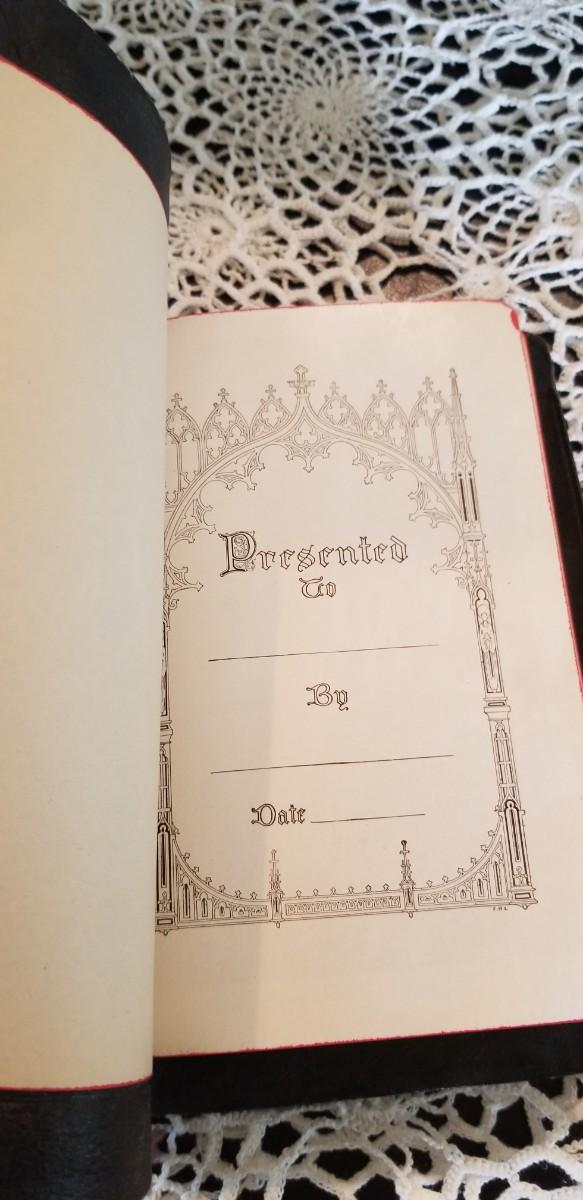 Presented
To
By
Date